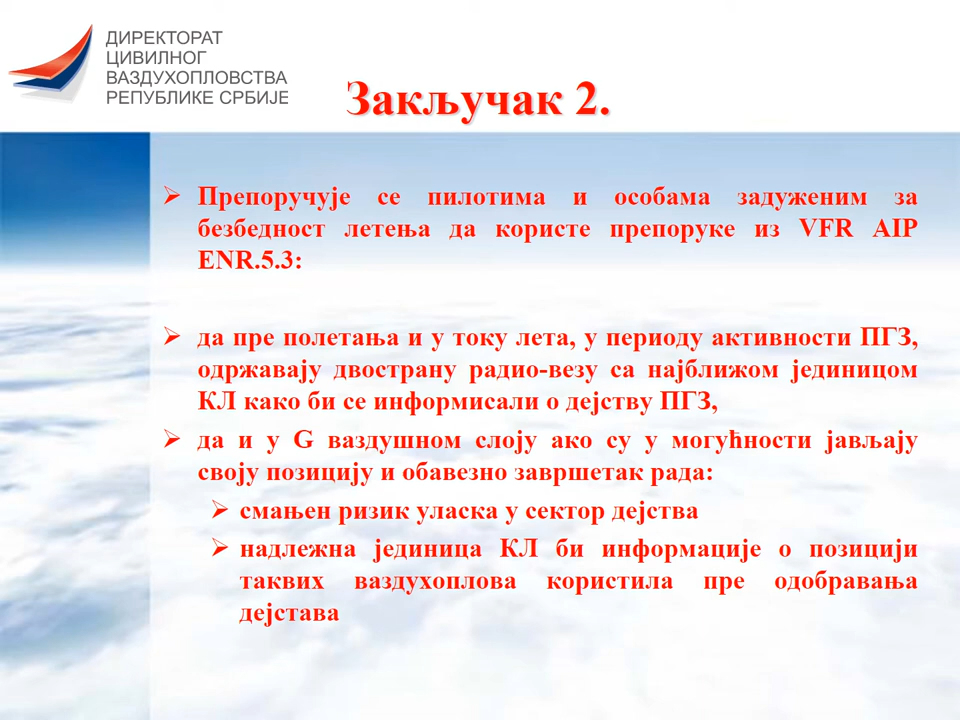 ДИРЕКТОРАТ
ЦИВИЛНОГ
ВАЗДУХОПЛОВСТВА
РЕПУБЛИКЕ СРБИЈЕ
Закључак 2.
Препоручује се пилотима и особама задуженим за
безбедност летења да користе препоруке из VFR AIP
ENR.5.3:
да пре полетања и у току лета, у периоду активности ПГЗ,
одржавају двострану радио-везу са најближом јединицом
КЛ како би се информисали о дејству ПГЗ,
да и у G ваздушном слоју ако су у могућности јављају
своју позицију и обавезно завршетак рада:
смањен ризик уласка у сектор дејства
надлежна јединица КЛ би информације о позицији
таквих ваздухоплова користила пре одобравања
дејстава